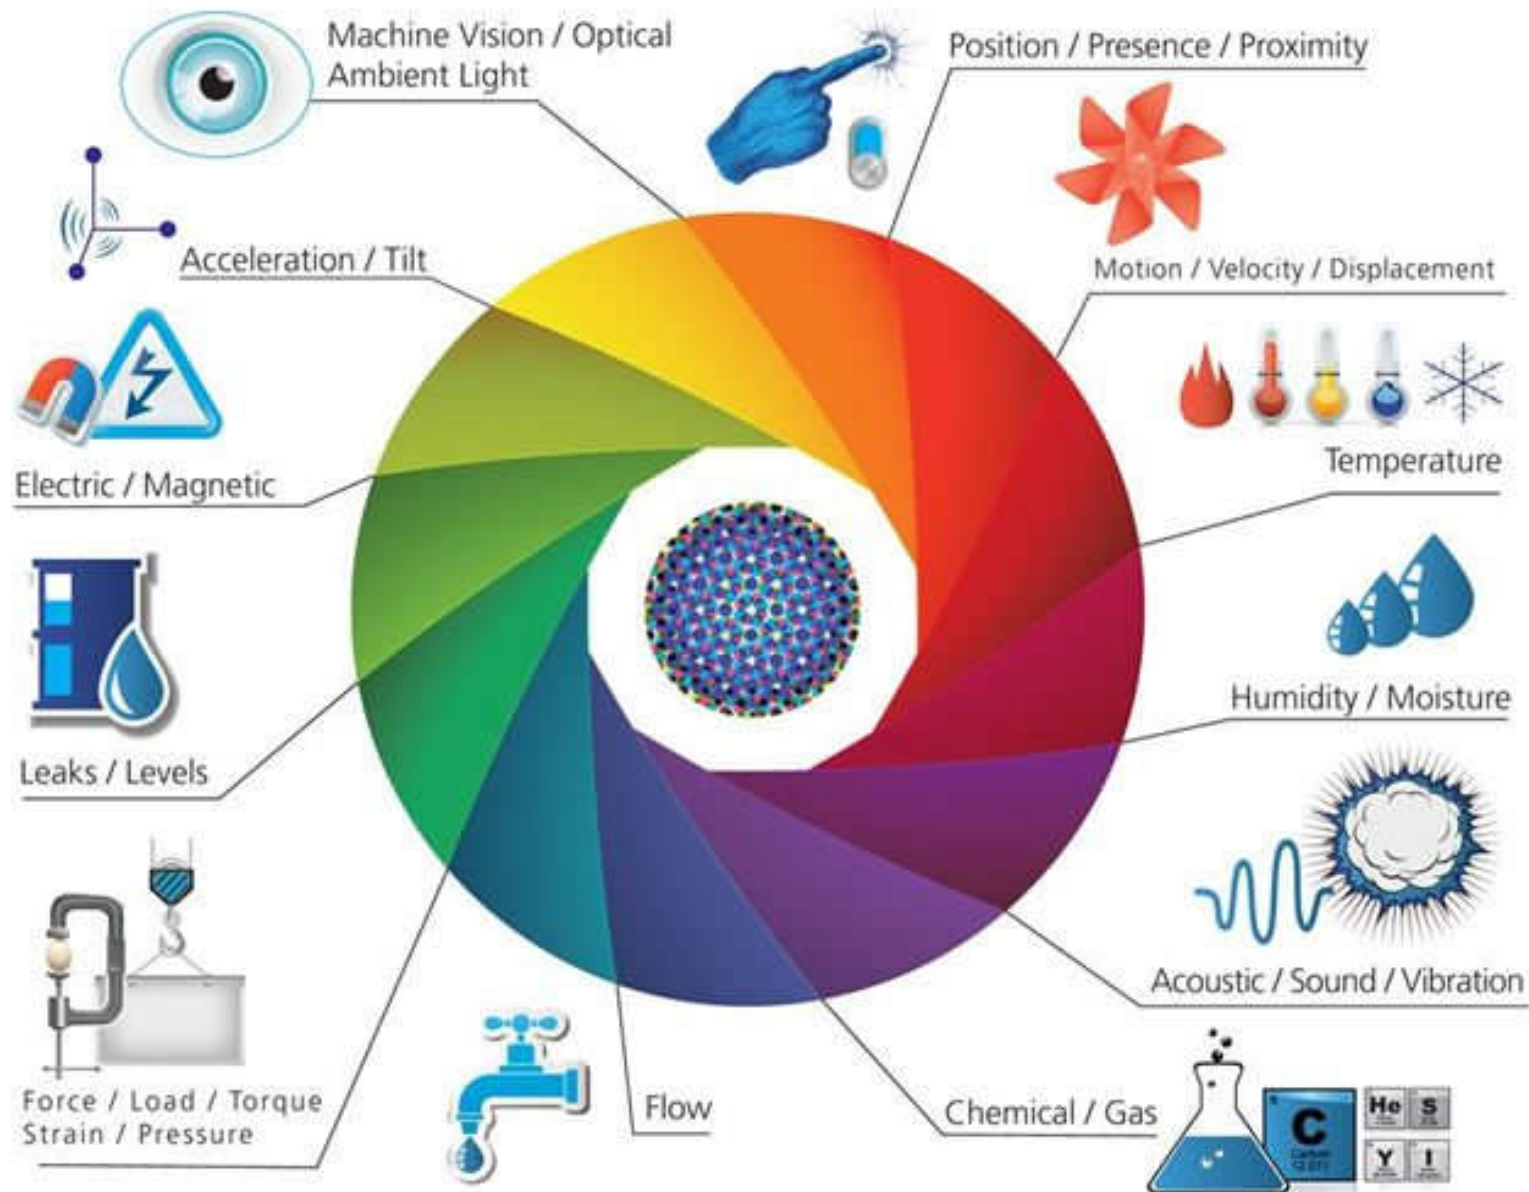 Machine Vision / Optical
Ambient Light
Position / Presence / Proximity
Acceleration / Tilt
Motion / Velocity / Displacement
Electric / Magnetic
Temperature
Humidity / Moisture
Leaks / Levels
Acoustic / Sound / Vibration
Force / Load / Torque
Strain / Pressure
Flow
Chemical / Gas
C
Carbon
He S
Y I